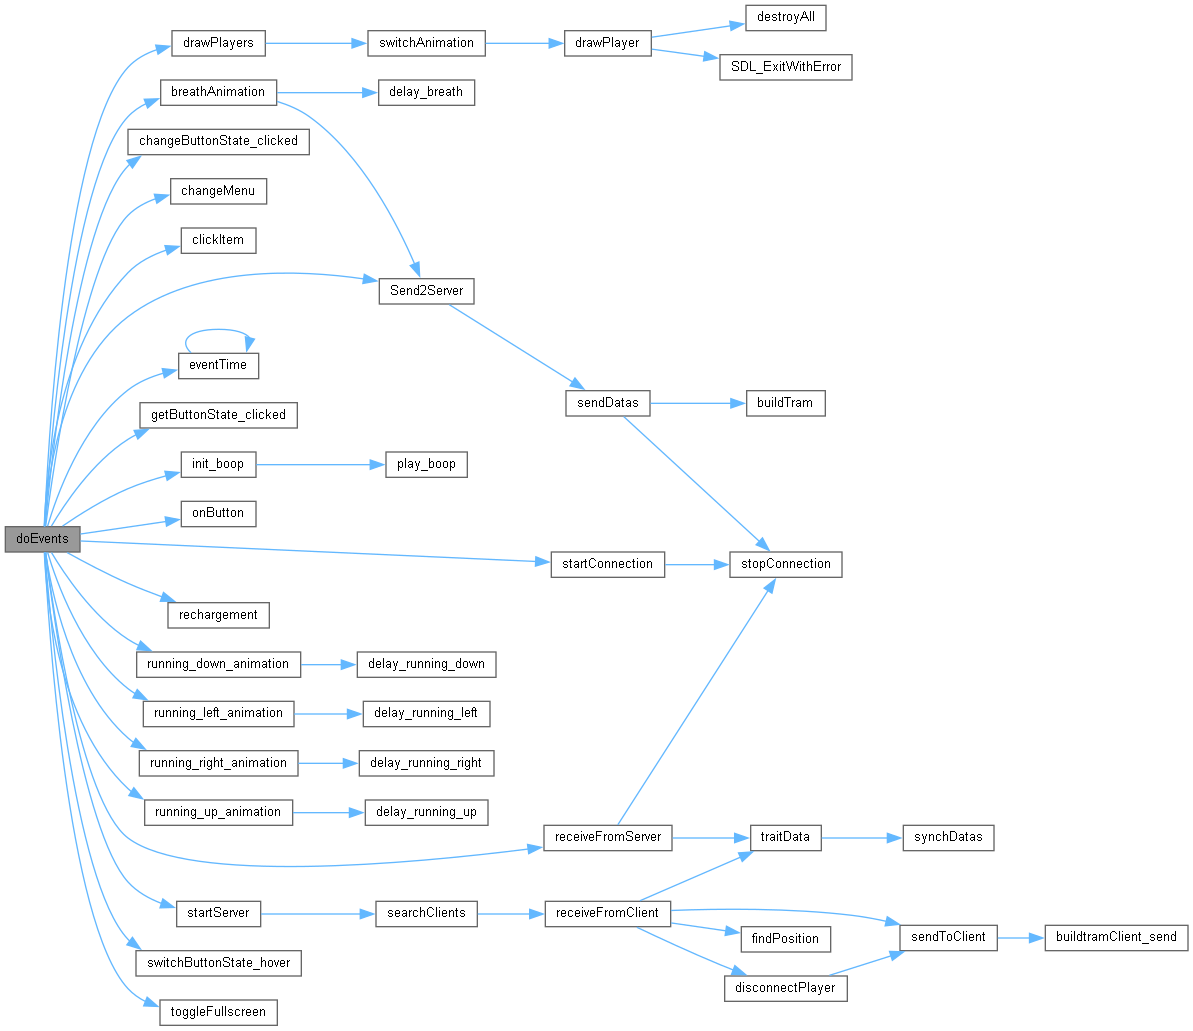 destroyAll
drawPlayers
switchAnimation
drawPlayer
SDL_ExitWithError
breathAnimation
delay_breath
changeButtonState_clicked
changeMenu
clickItem
Send2Server
eventTime
sendDatas
buildTram
getButtonState_clicked
init_boop
play_boop
onButton
doEvents
startConnection
stopConnection
rechargement
running_down_animation
delay_running_down
running_left_animation
delay_running_left
running_right_animation
delay_running_right
running_up_animation
delay_running_up
receiveFromServer
traitData
synchDatas
startServer
searchClients
receiveFromClient
findPosition
sendToClient
buildtramClient_send
switchButtonState_hover
disconnectPlayer
toggleFullscreen